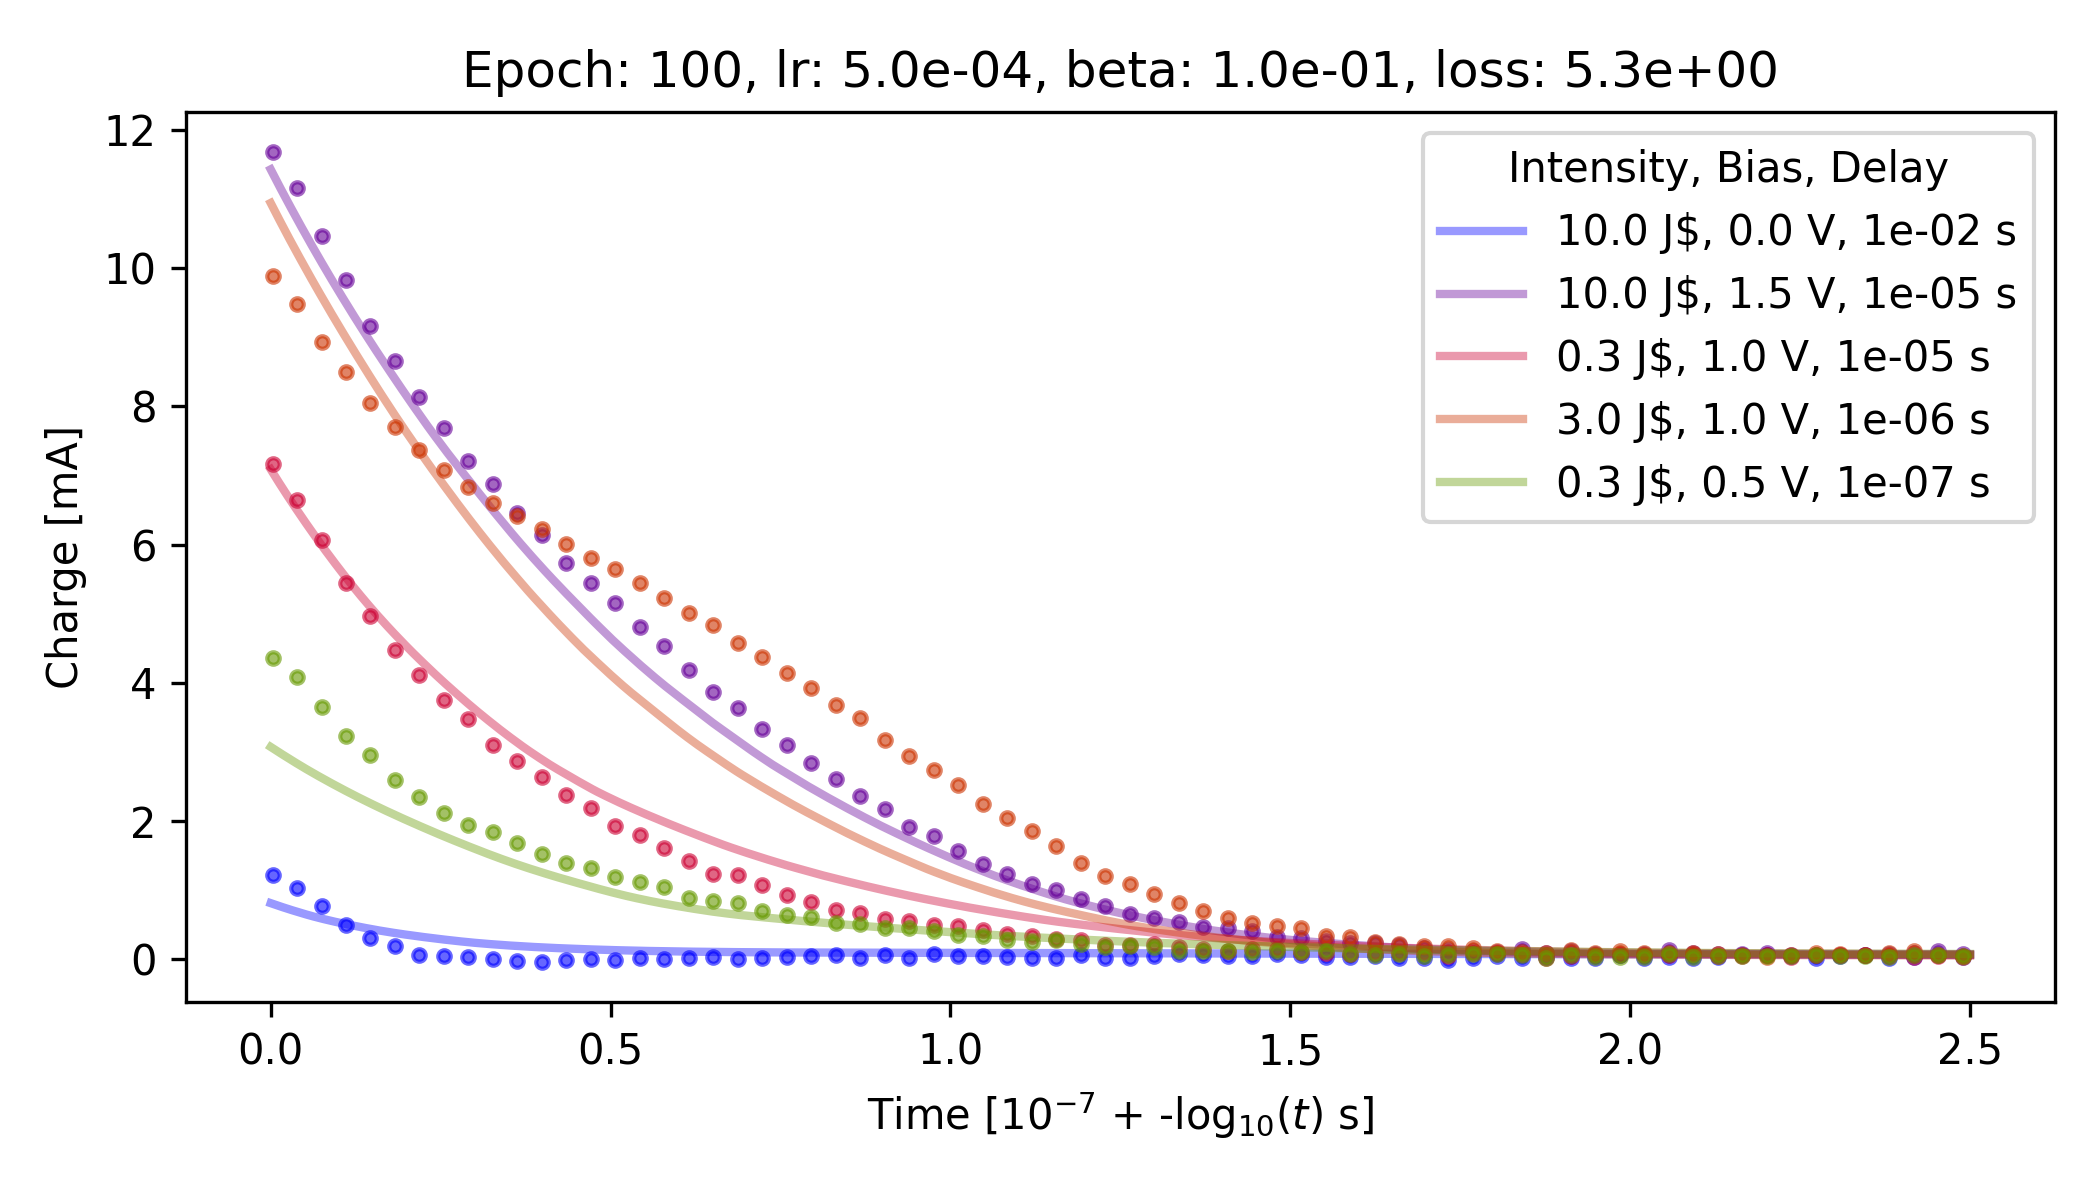 Epoch: 100, lr: 5.0e-04, beta: 1.0e-01, loss: 5.3e+00
Charge [mA]
12
10
8
6
4
2
0
Intensity, Bias, Delay
10.0 J$, 0.0 V, 1e-02 s
10.0 J$, 1.5 V, 1e-05 s
0.3 J$, 1.0 V, 1e-05 s
3.0 J$, 1.0 V, 1e-06 s
0.3 J$, 0.5 V, 1e-07 s
0.0 0.5 1.0 1.5 2.0 2.5
Time [10⁻⁷ + -log₁₀(t) s]